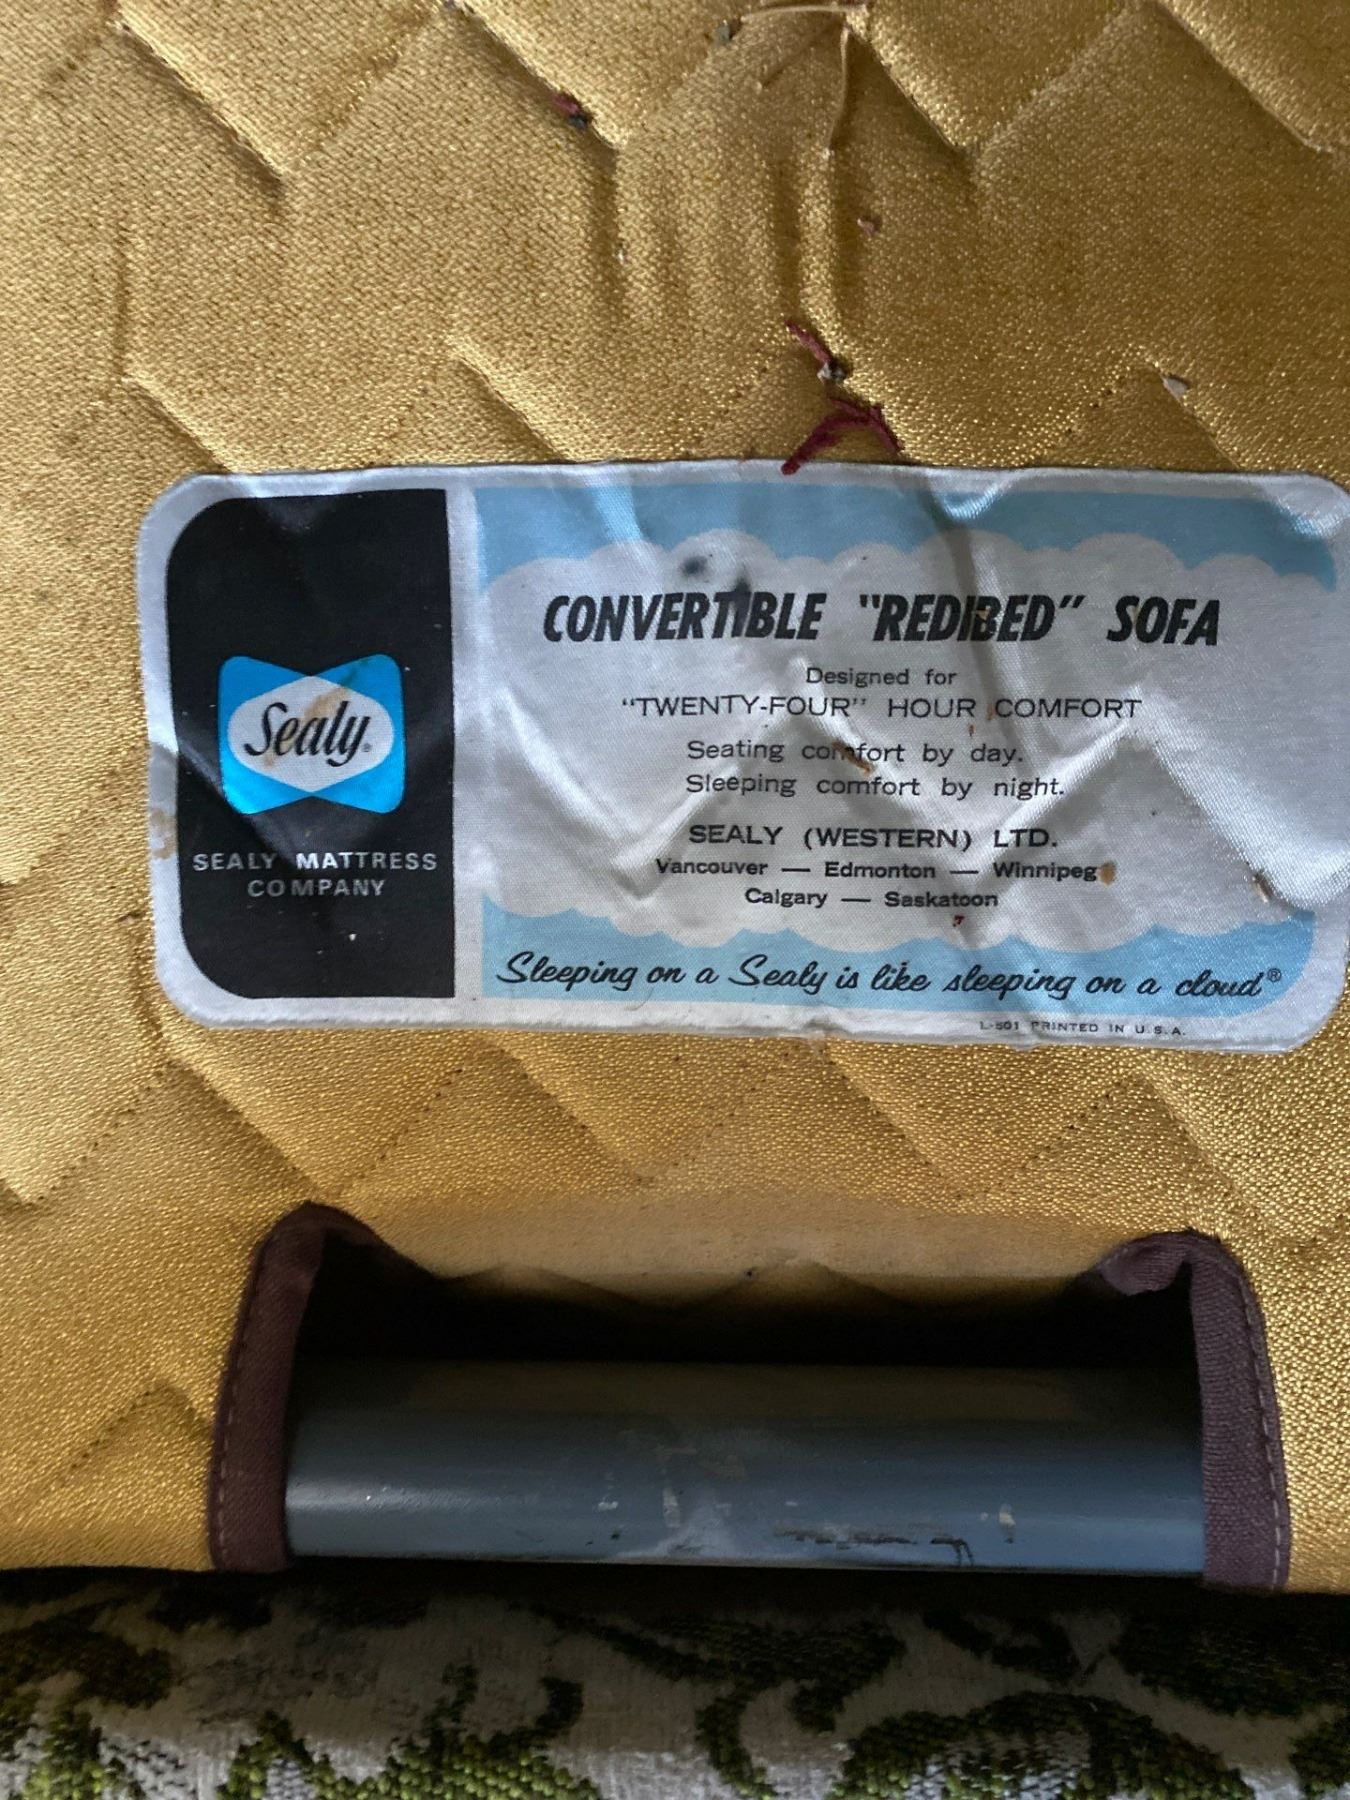 Sealy®
SEALY MATTRESS
COMPANY
CONVERTIBLE "REDIBED" SOFA
Designed for
"TWENTY-FOUR" HOUR COMFORT
Seating comfort by day.
Sleeping comfort by night.
SEALY (WESTERN) LTD.
Vancouver — Edmonton — Winnipeg
Calgary — Saskatoon
Sleeping on a Sealy is like sleeping on a cloud®
L-501 PRINTED IN U.S.A.